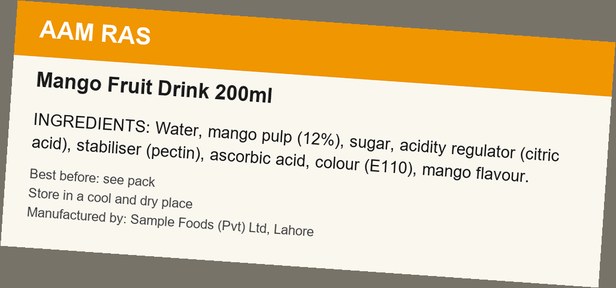 AAM RAS
Mango Fruit Drink 200ml
INGREDIENTS: Water, mango pulp (12%), sugar, acidity regulator (citric
acid), stabiliser (pectin), ascorbic acid, colour (E110), mango flavour.
Best before: see pack
Store in a cool and dry place
Manufactured by: Sample Foods (Pvt) Ltd, Lahore